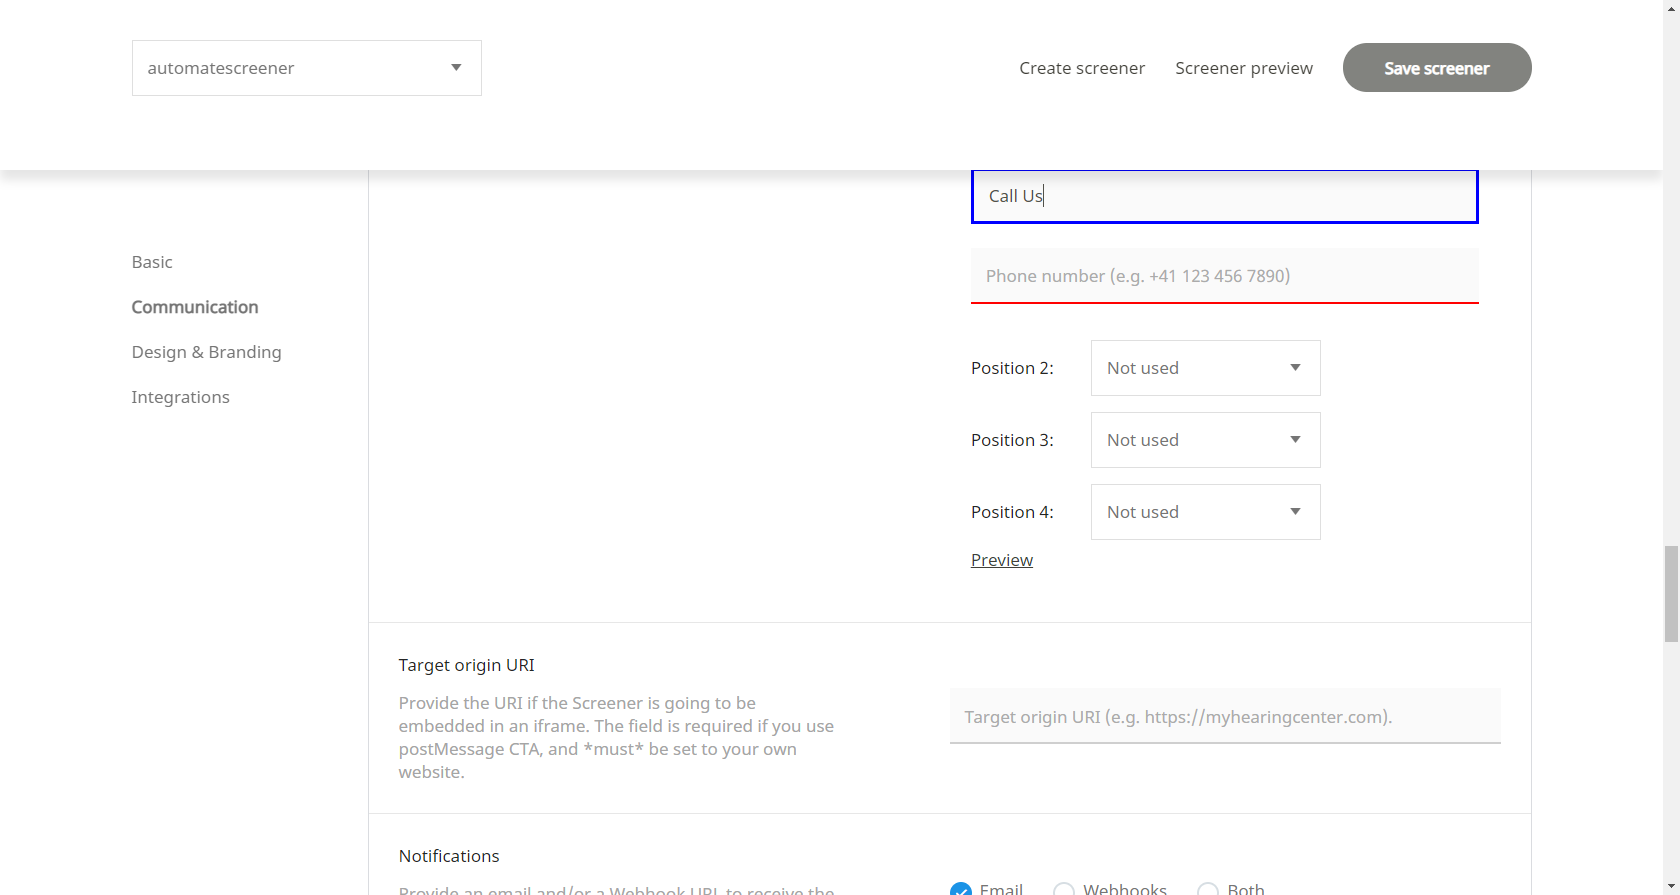 automatescreener
Create screener
Screener preview
Save screener
Call Us
Basic
Phone number (e.g. +41 123 456 7890)
Communication
Design & Branding
Position 2:
Not used
Integrations
Position 3:
Not used
Position 4:
Not used
Preview
Target origin URI
Provide the URI if the Screener is going to be
embedded in an iframe. The field is required if you use
postMessage CTA, and *must* be set to your own
website.
Target origin URI (e.g. https://myhearingcenter.com).
Notifications
Provide an email and/or a Webhook URL to receive the
Email
Webhooks
Both